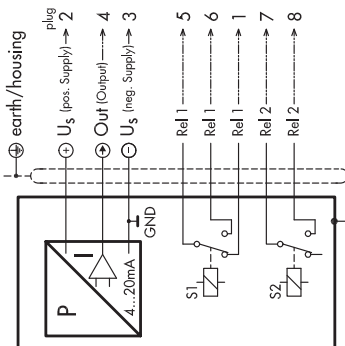 plug
earth/housing
+ Us (pos. Supply) 2
Out (Output) 4
− Us (neg. Supply) 3
GND
P
I
4...20mA
Rel 1 5
Rel 1 6
Rel 1 1
Rel 2 7
Rel 2 8
S1
S2